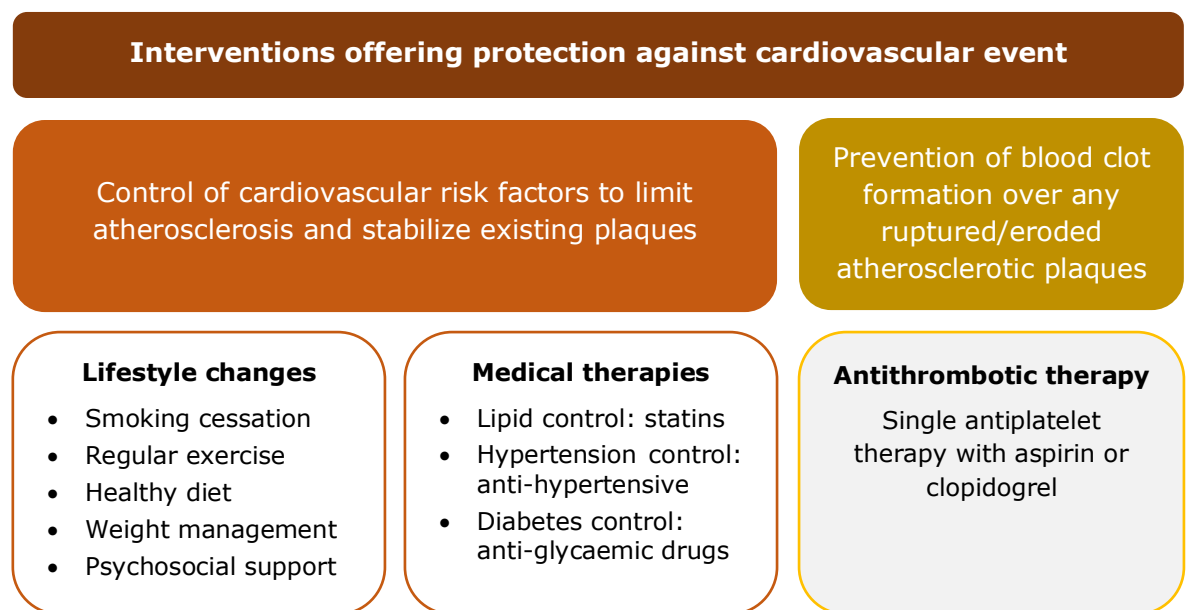 Interventions offering protection against cardiovascular event
Control of cardiovascular risk factors to limit
atherosclerosis and stabilize existing plaques
Prevention of blood clot
formation over any
ruptured/eroded
atherosclerotic plaques
Lifestyle changes
• Smoking cessation
• Regular exercise
• Healthy diet
• Weight management
• Psychosocial support
Medical therapies
• Lipid control: statins
• Hypertension control:
anti-hypertensive
• Diabetes control:
anti-glycaemic drugs
Antithrombotic therapy
Single antiplatelet
therapy with aspirin or
clopidogrel